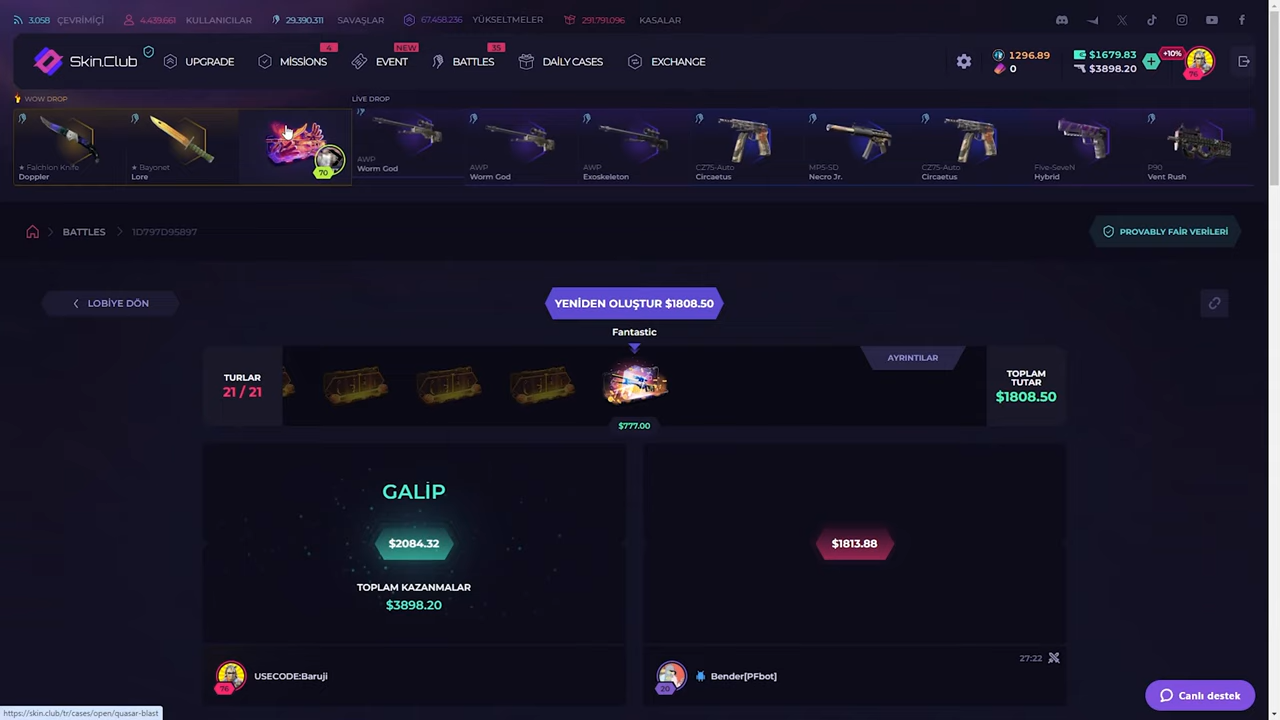 3.058 ÇEVRİMİÇİ 4.439.661 KULLANICILAR 29.390.311 SAVAŞLAR 67.458.236 YÜKSELTMELER 291.791.096 KASALAR
Skin.Club UPGRADE 4 MISSIONS NEW EVENT 35 BATTLES DAILY CASES EXCHANGE 1296.89 0 $1679.83 $3898.20 +10% 76
WOW DROP LİVE DROP
★ Falchion Knife
Doppler
★ Bayonet
Lore
70
AWP
Worm God
AWP
Worm God
AWP
Exoskeleton
CZ75-Auto
Circaetus
MP5-SD
Necro Jr.
CZ75-Auto
Circaetus
Five-SeveN
Hybrid
P90
Vent Rush
BATTLES 1D797D95897 PROVABLY FAIR VERİLERİ
LOBİYE DÖN YENİDEN OLUŞTUR $1808.50
Fantastic
AYRINTILAR
TURLAR
21 / 21
TOPLAM
TUTAR
$1808.50
$777.00
GALİP
$2084.32
TOPLAM KAZANMALAR
$3898.20
$1813.88
76 USECODE:Baruji
20 Bender[PFbot]
27:22
Canlı destek
https://skin.club/tr/cases/open/quasar-blast